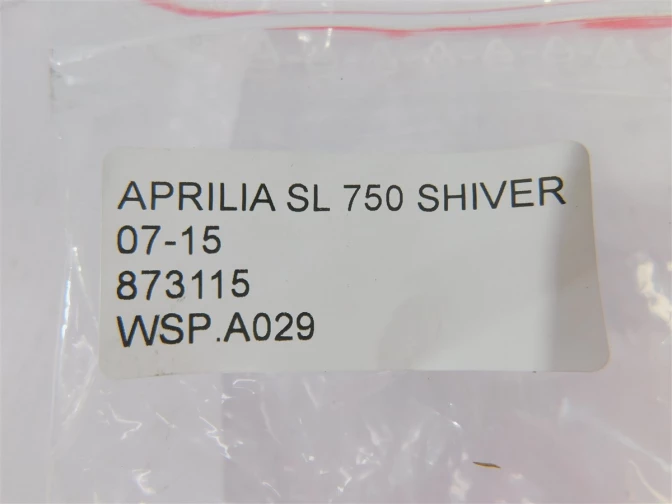 APRILIA SL 750 SHIVER
07-15
873115
WSP.A029